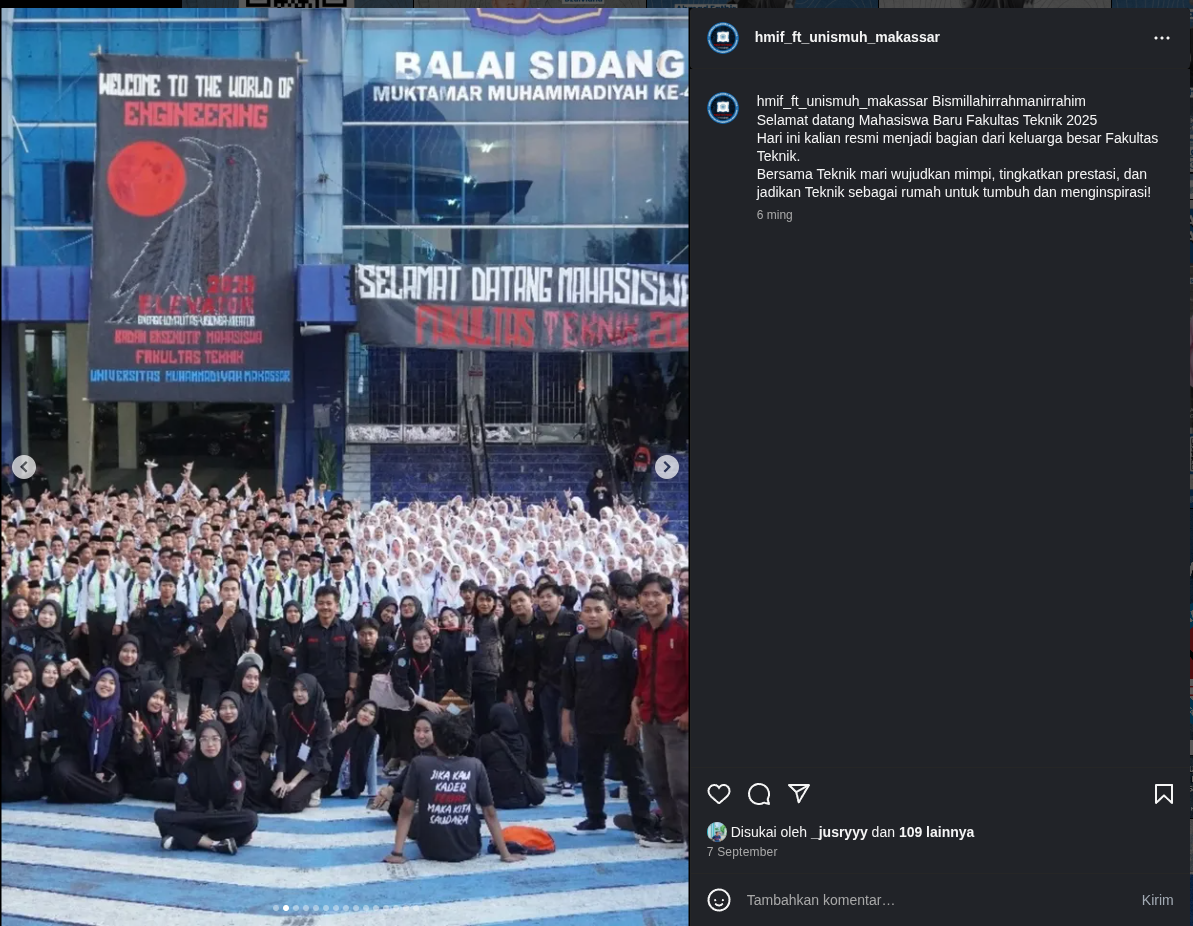 BALAI SIDANG
MUKTAMAR MUHAMMADIYAH KE-4
WELCOME TO THE WORLD OF
ENGINEERING
2025
ELEVATOR
BADAN EKSEKUTIF MAHASISWA
FAKULTAS TEKNIK
UNIVERSITAS MUHAMMADIYAH MAKASSAR
SELAMAT DATANG MAHASISWA
FAKULTAS TEKNIK 202
JIKA KAU
KADER
TEKNIK
MAKA KITA
SAUDARA
hmif_ft_unismuh_makassar
hmif_ft_unismuh_makassar Bismillahirrahmanirrahim
Selamat datang Mahasiswa Baru Fakultas Teknik 2025
Hari ini kalian resmi menjadi bagian dari keluarga besar Fakultas
Teknik.
Bersama Teknik mari wujudkan mimpi, tingkatkan prestasi, dan
jadikan Teknik sebagai rumah untuk tumbuh dan menginspirasi!
6 ming
Disukai oleh _jusryyy dan 109 lainnya
7 September
Tambahkan komentar…
Kirim